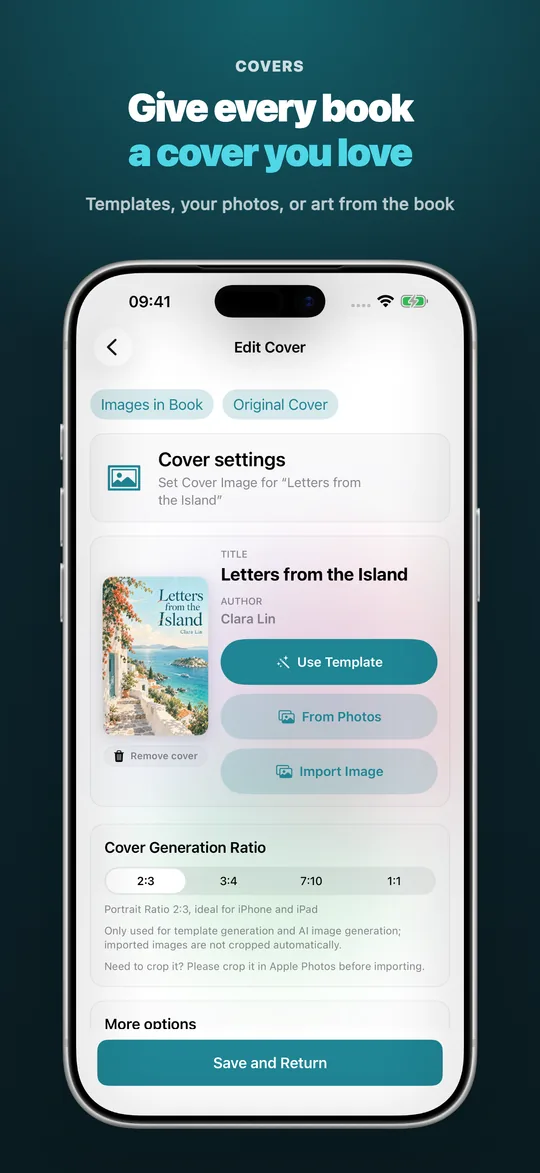 COVERS
Give every book
a cover you love
Templates, your photos, or art from the book
09:41
Edit Cover
Images in Book
Original Cover
Cover settings
Set Cover Image for “Letters from
the Island”
Letters
from the
Island
Clara Lin
TITLE
Letters from the Island
AUTHOR
Clara Lin
Use Template
From Photos
Import Image
Remove cover
Cover Generation Ratio
2:3
3:4
7:10
1:1
Portrait Ratio 2:3, ideal for iPhone and iPad
Only used for template generation and AI image generation;
imported images are not cropped automatically.
Need to crop it? Please crop it in Apple Photos before importing.
More options
Save and Return